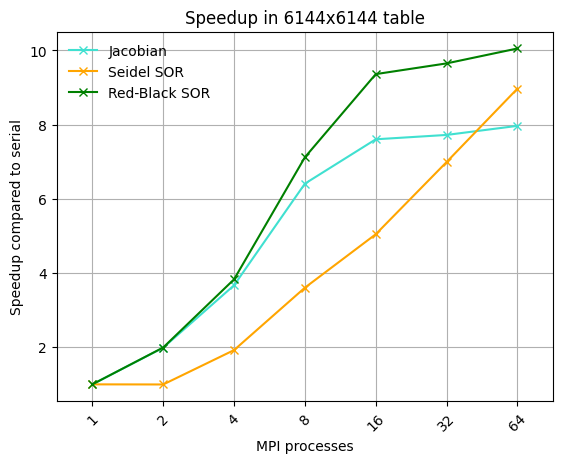 Speedup in 6144x6144 table
Jacobian
Seidel SOR
Red-Black SOR
Speedup compared to serial
10
8
6
4
2
1
2
4
8
16
32
64
MPI processes